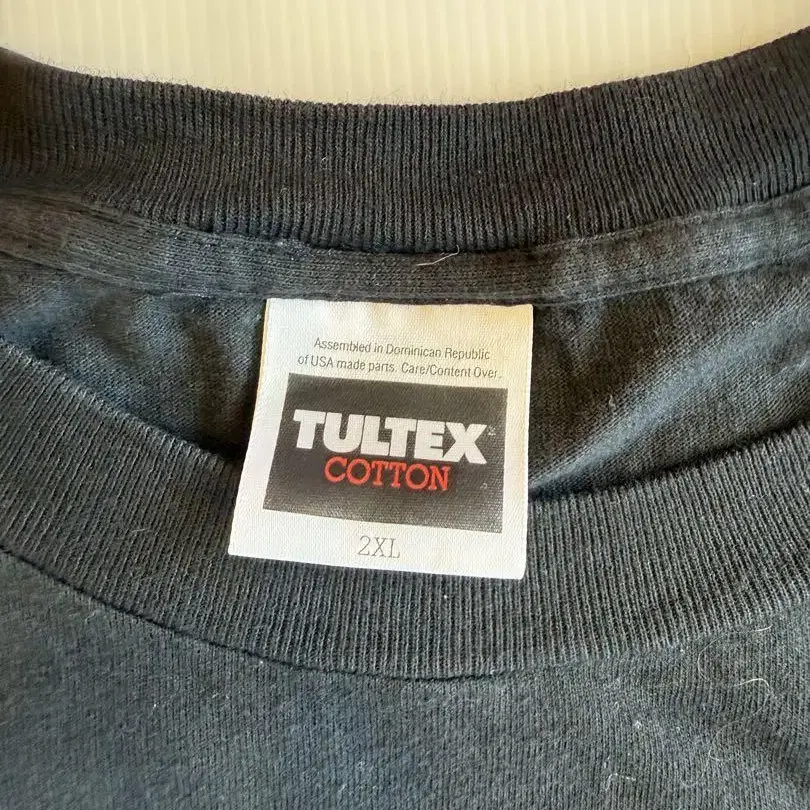 Assembled in Dominican Republic
of USA made parts. Care/Content Over.
TULTEX
COTTON
2XL